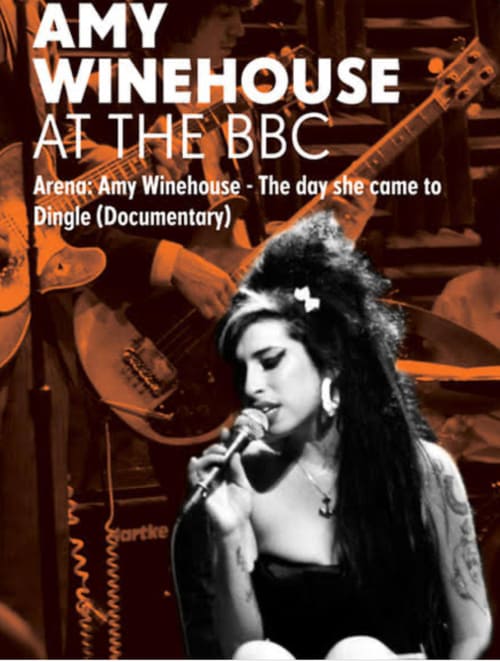 AMY
WINEHOUSE
AT THE BBC
Arena: Amy Winehouse - The day she came to
Dingle (Documentary)
artke